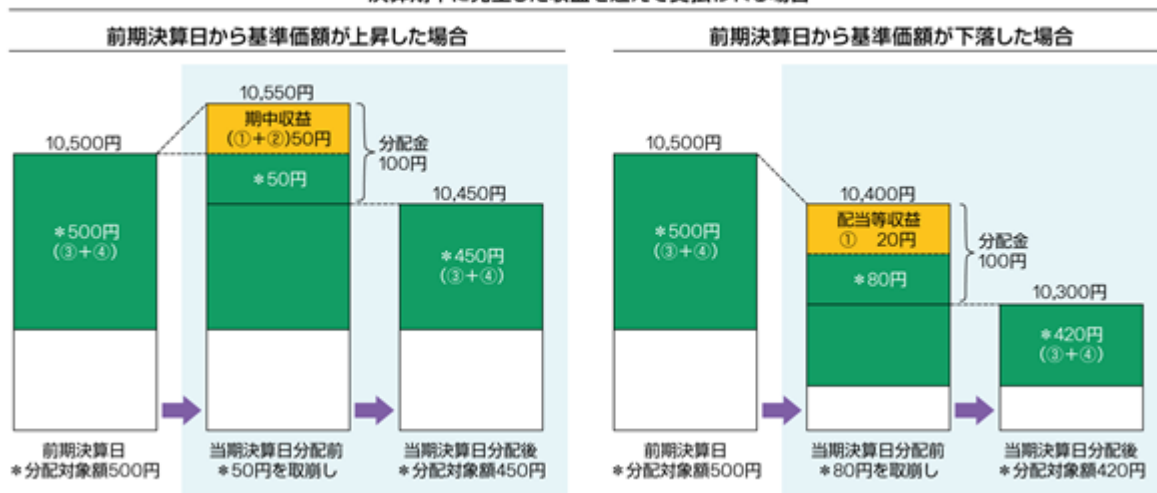 前期決算日から基準価額が上昇した場合
10,550円
期中収益
(①+②)50円
10,500円
分配金
100円
*50円
10,450円
*500円
(③+④)
*450円
(③+④)
前期決算日
*分配対象額500円
当期決算日分配前
*50円を取崩し
当期決算日分配後
*分配対象額450円
前期決算日から基準価額が下落した場合
10,500円
10,400円
配当等収益
① 20円
*500円
(③+④)
分配金
100円
*80円
10,300円
*420円
(③+④)
前期決算日
*分配対象額500円
当期決算日分配前
*80円を取崩し
当期決算日分配後
*分配対象額420円